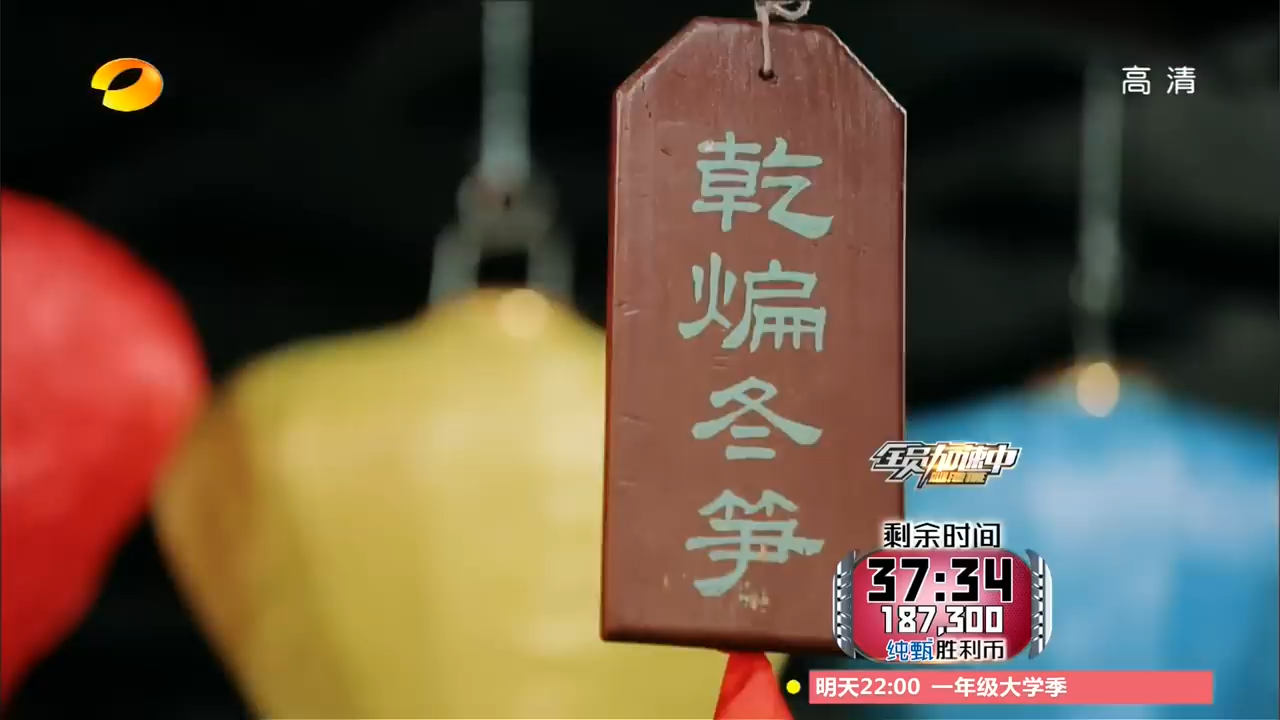 高清
乾煸冬笋
全员加速中
剩余时间
37:34
187,300
纯甄胜利币
明天22:00 一年级大学季